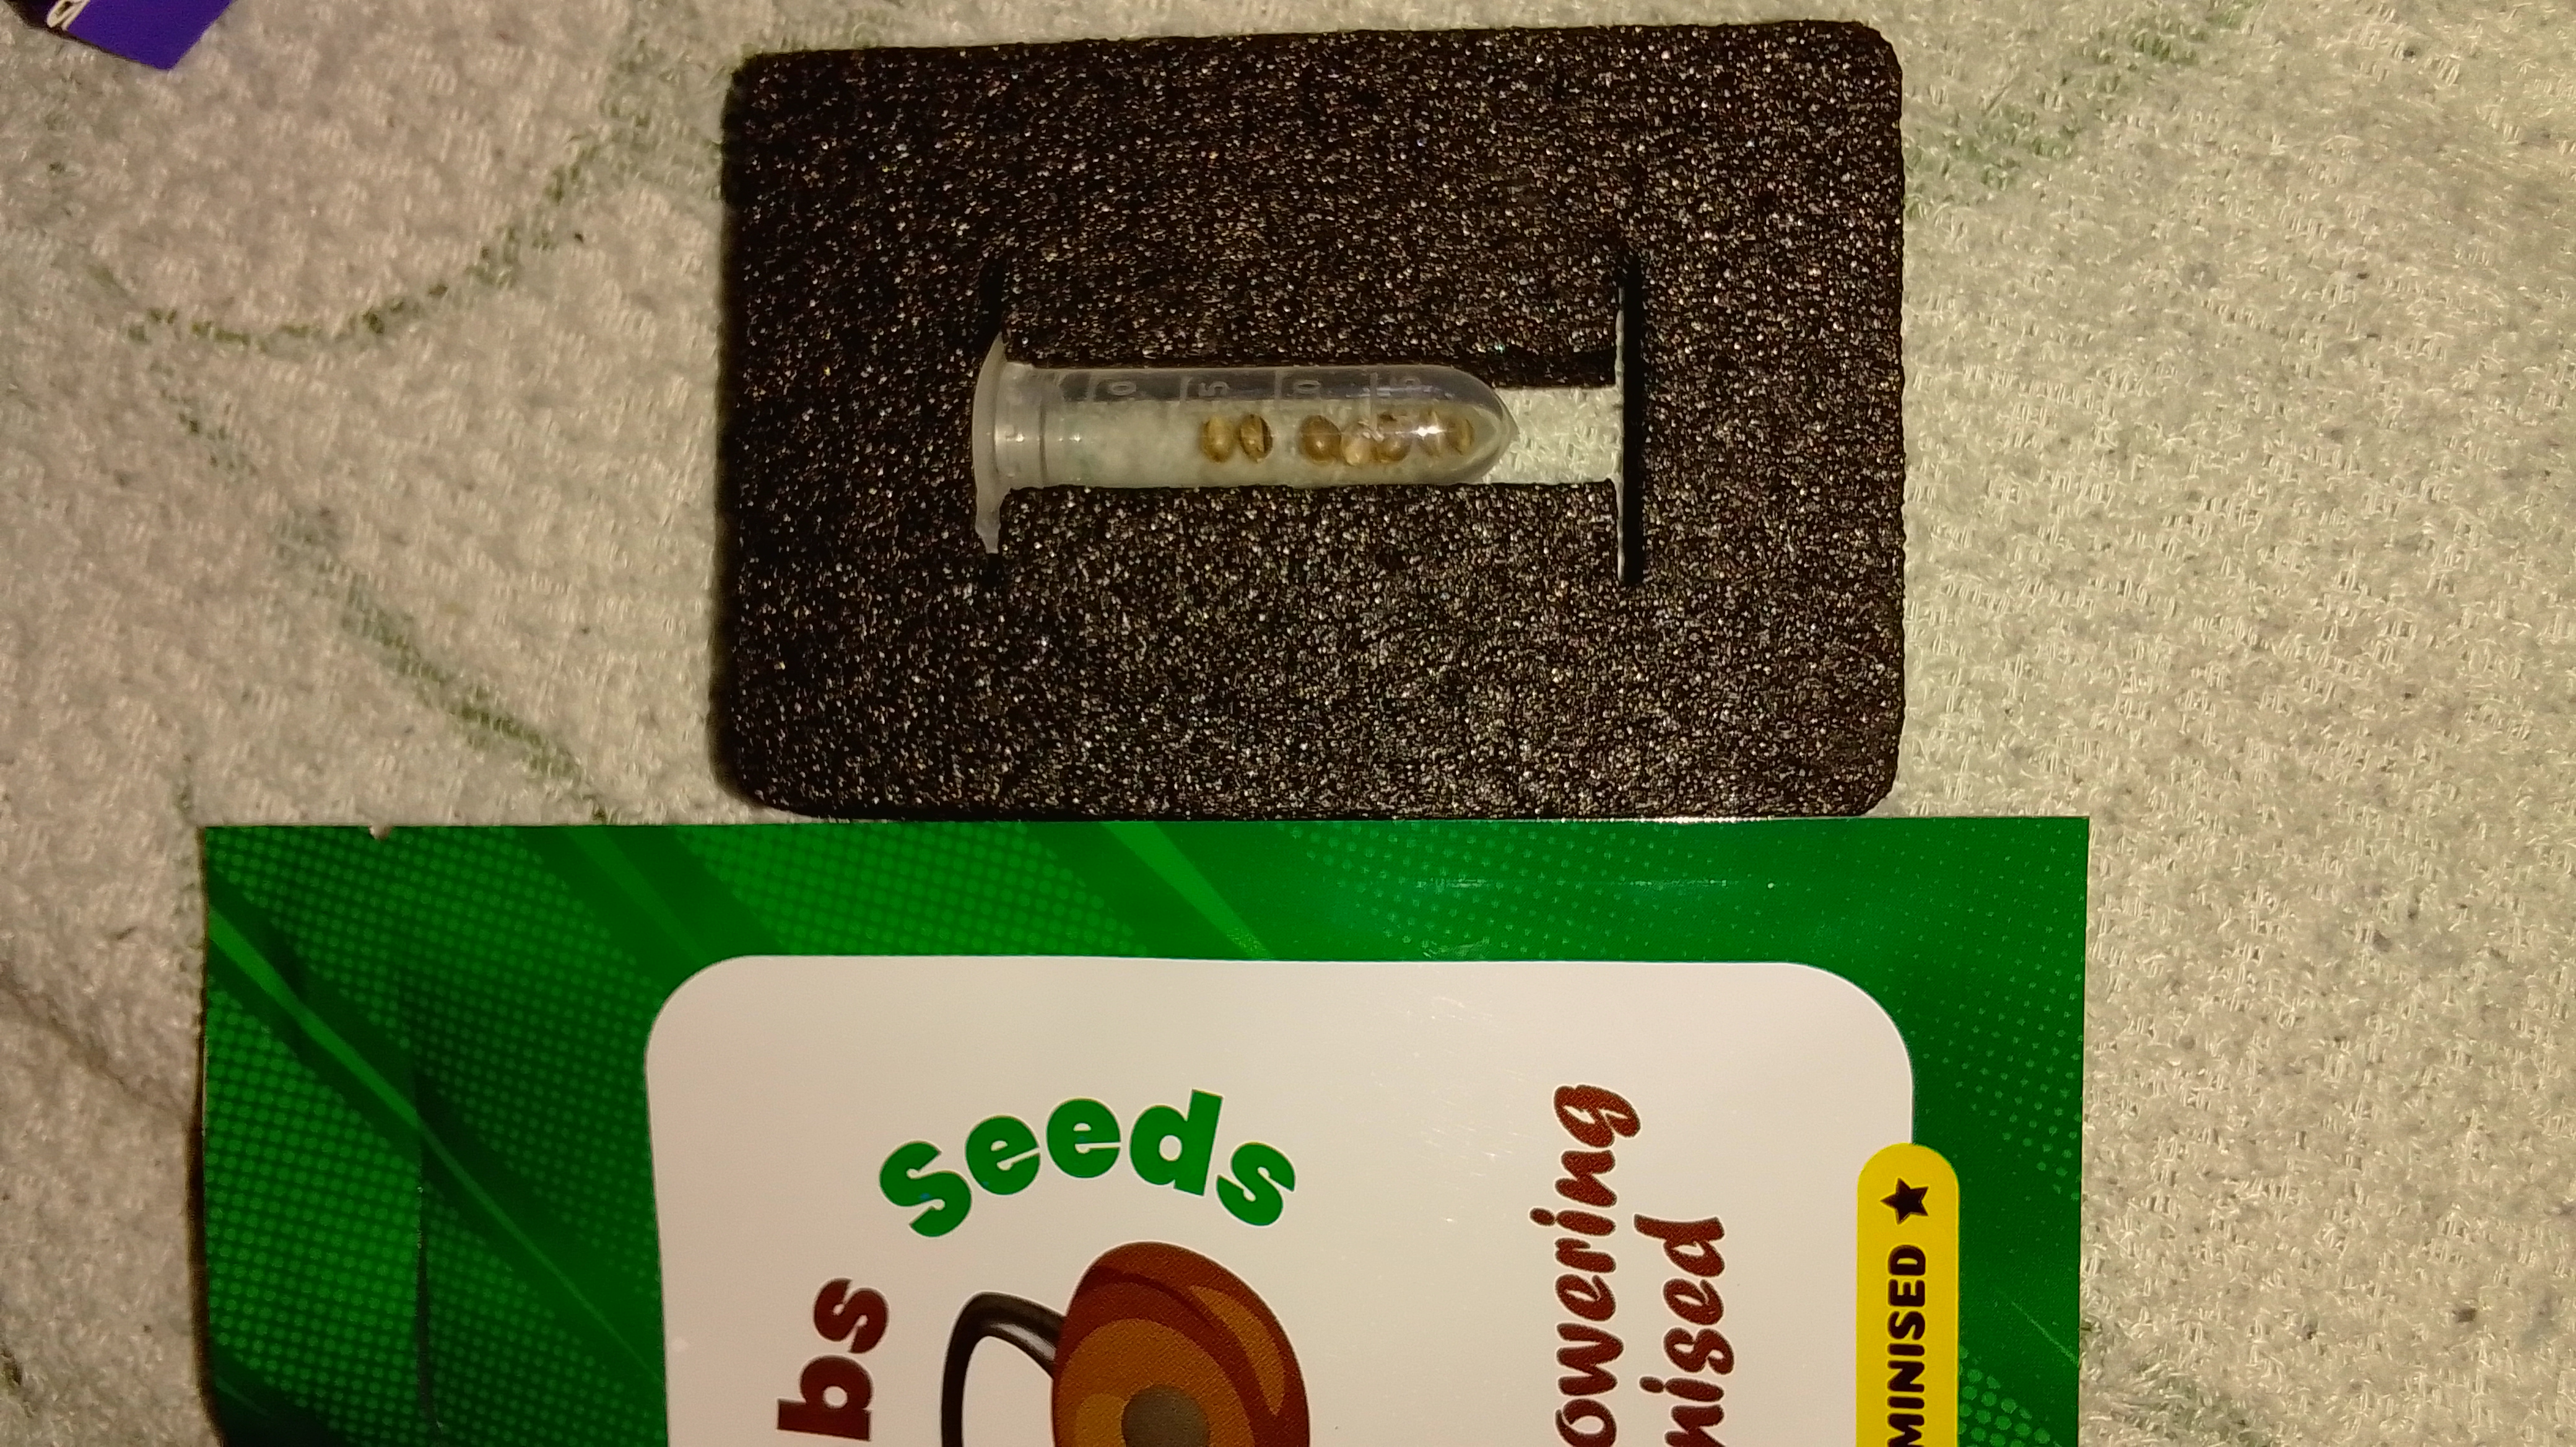 bs
Seeds
owering
nised
MINISED ★